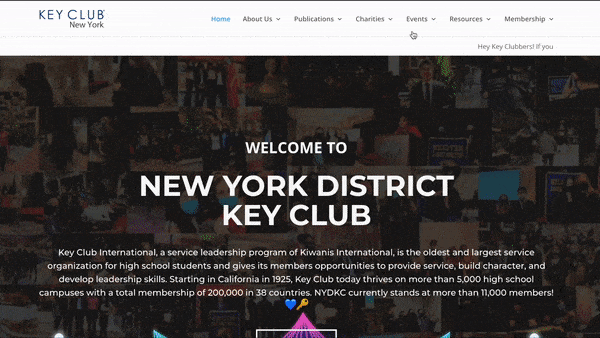 KEY CLUB
New York
Home
About Us
Publications
Charities
Events
Resources
Membership
Hey Key Clubbers! If you
WELCOME TO
NEW YORK DISTRICT
KEY CLUB
Key Club International, a service leadership program of Kiwanis International, is the oldest and largest service
organization for high school students and gives its members opportunities to provide service, build character, and
develop leadership skills. Starting in California in 1925, Key Club today thrives on more than 5,000 high school
campuses with a total membership of 200,000 in 38 countries. NYDKC currently stands at more than 11,000 members!
💙🔑